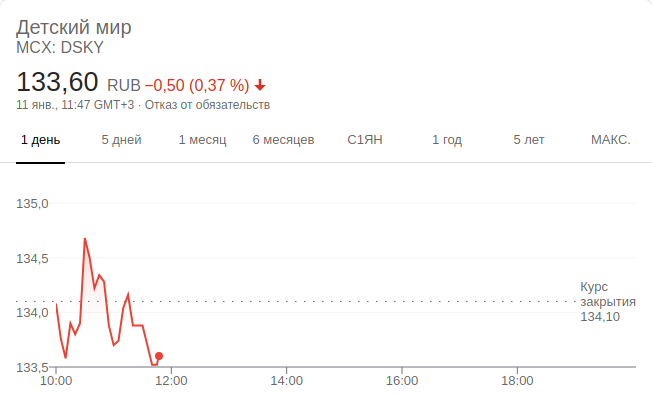 Детский мир
MCX: DSKY
133,60 RUB −0,50 (0,37 %)
11 янв., 11:47 GMT+3 · Отказ от обязательств
1 день 5 дней 1 месяц 6 месяцев С1ЯН 1 год 5 лет МАКС.
135,0
134,5
Курс
закрытия
134,10
134,0
133,5
10:00 12:00 14:00 16:00 18:00